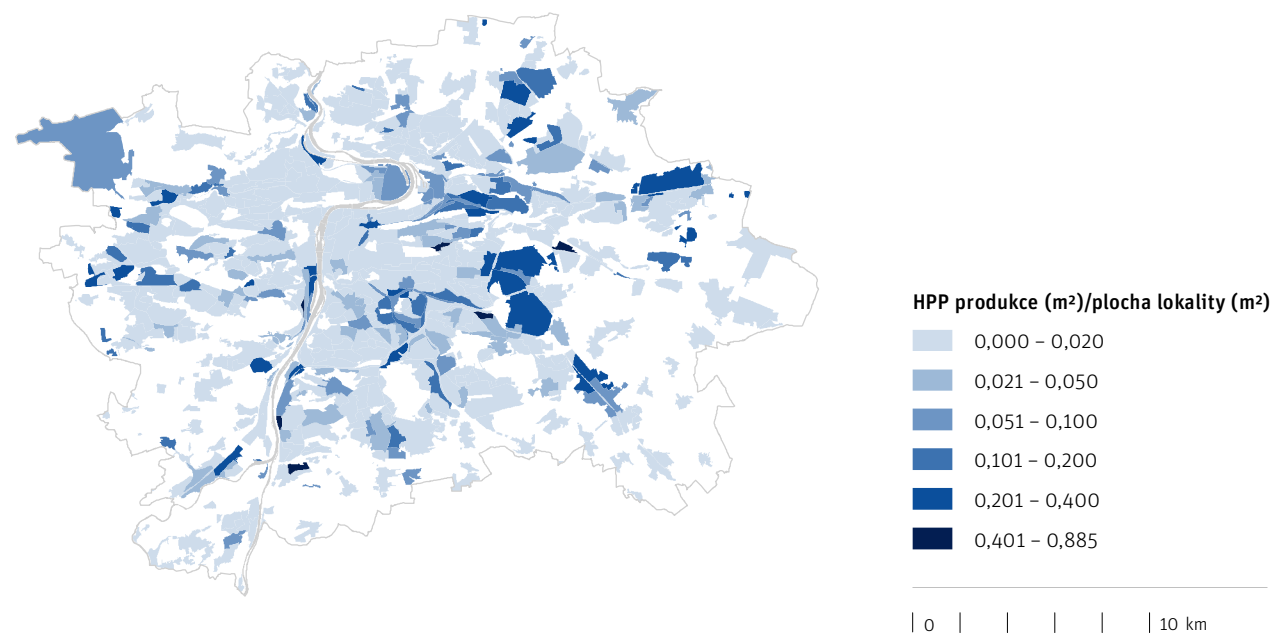 HPP produkce (m²)/plocha lokality (m²)
0,000 – 0,020
0,021 – 0,050
0,051 – 0,100
0,101 – 0,200
0,201 – 0,400
0,401 – 0,885
0 10 km